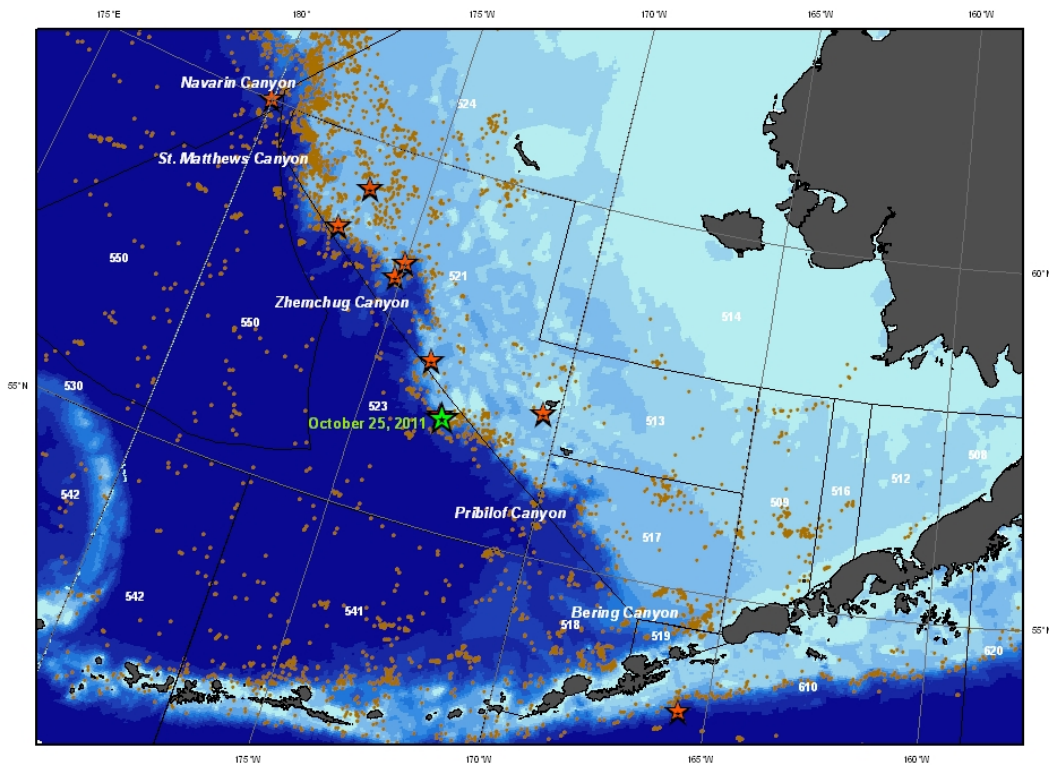 175 °E
180 °
175 °W
170 °W
165 °W
160 °W
Navarin Canyon
524
St. Matthews Canyon
550
521
60 °N
Zhemchug Canyon
514
550
55 °N
530
523
October 25, 2011
513
508
542
512
516
509
Pribilof Canyon
517
542
541
Bering Canyon
518
519
55 °N
620
610
175 °W
170 °W
165 °W
160 °W